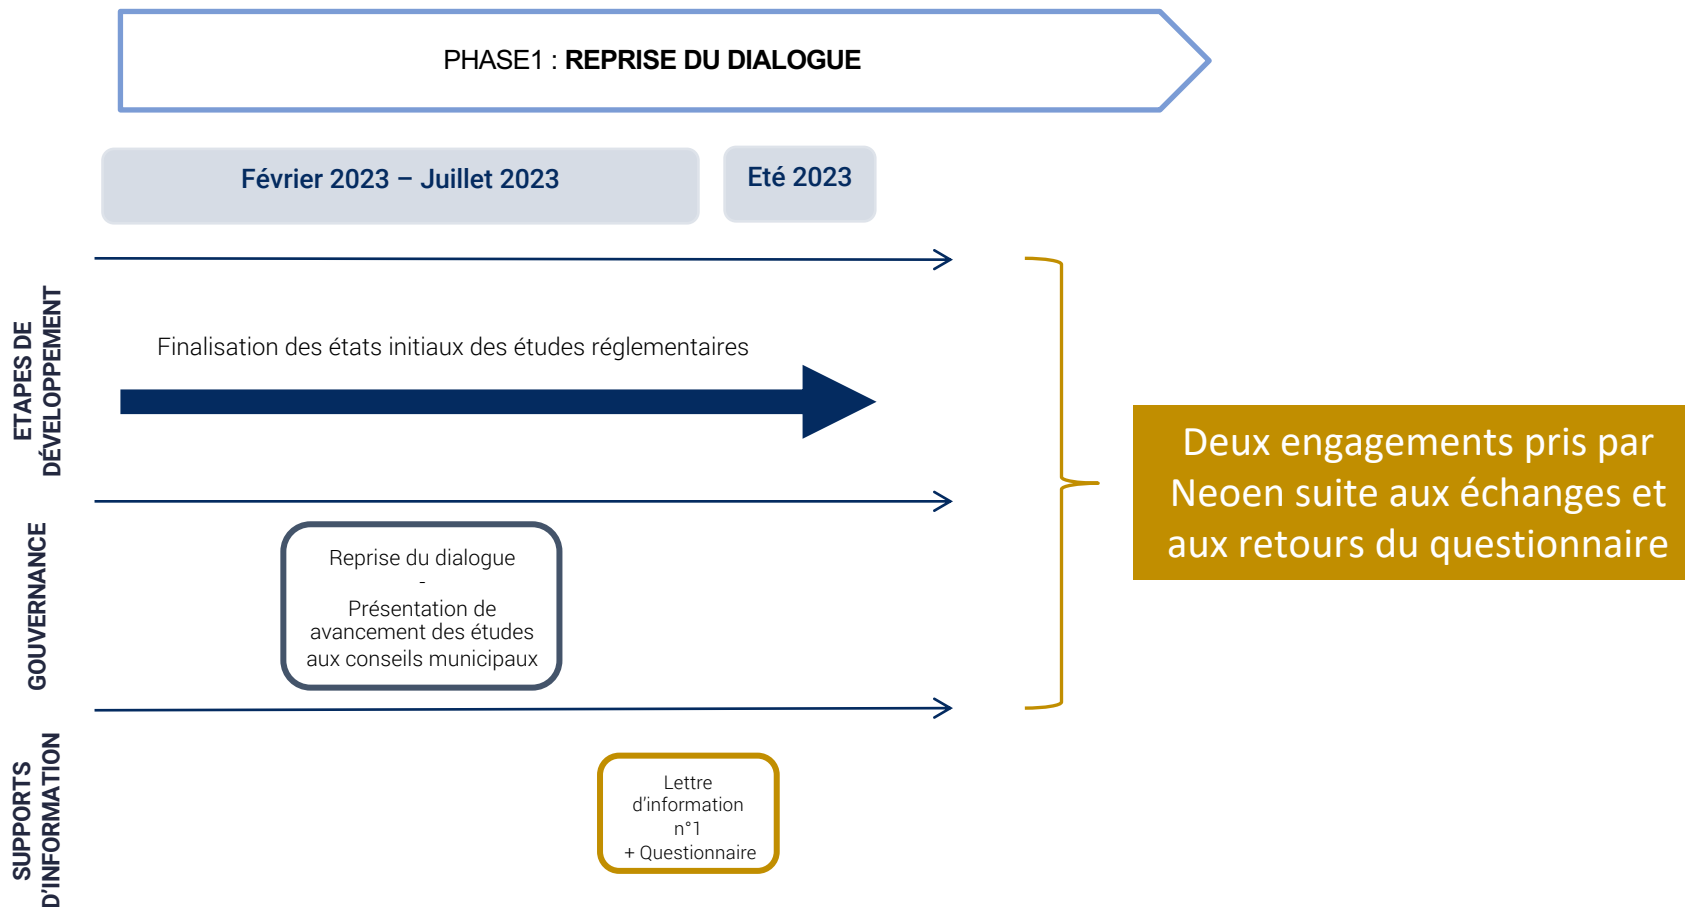 PHASE1 : REPRISE DU DIALOGUE
Février 2023 – Juillet 2023
Eté 2023
ETAPES DE
DÉVELOPPEMENT
Finalisation des états initiaux des études réglementaires
GOUVERNANCE
Reprise du dialogue
-
Présentation de
avancement des études
aux conseils municipaux
SUPPORTS
D'INFORMATION
Lettre
d'information
n°1
+ Questionnaire
Deux engagements pris par
Neoen suite aux échanges et
aux retours du questionnaire